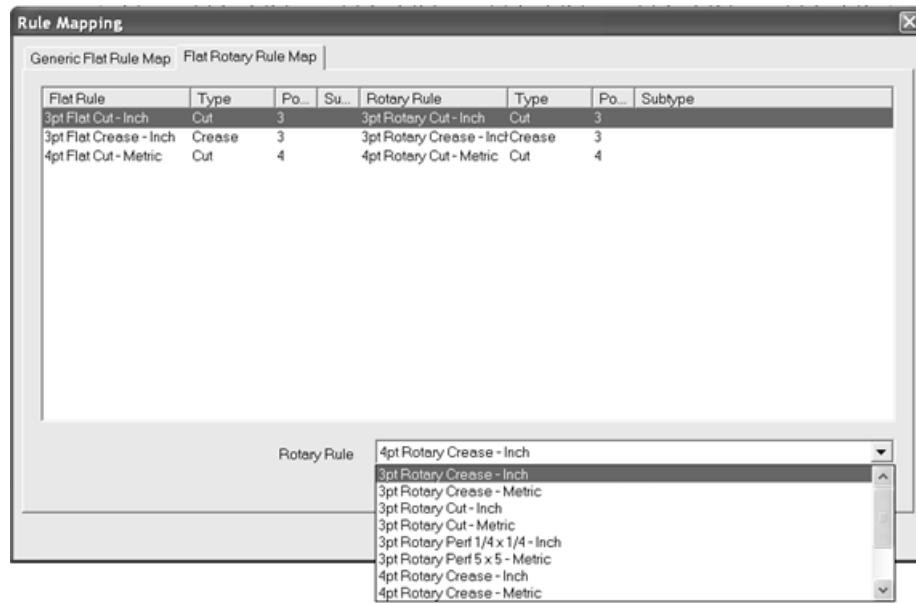 Rule Mapping
Generic Flat Rule Map Flat Rotary Rule Map
Flat Rule Type Po... Su... Rotary Rule Type Po... Subtype
3pt Flat Cut - Inch Cut 3 3pt Rotary Cut - Inch Cut 3
3pt Flat Crease - Inch Crease 3 3pt Rotary Crease - Incl Crease 3
4pt Flat Cut - Metric Cut 4 4pt Rotary Cut - Metric Cut 4
Rotary Rule 4pt Rotary Crease - Inch
3pt Rotary Crease - Inch
3pt Rotary Crease - Metric
3pt Rotary Cut - Inch
3pt Rotary Cut - Metric
3pt Rotary Perf 1/4 x 1/4 - Inch
3pt Rotary Perf 5 x 5 - Metric
4pt Rotary Crease - Inch
4pt Rotary Crease - Metric